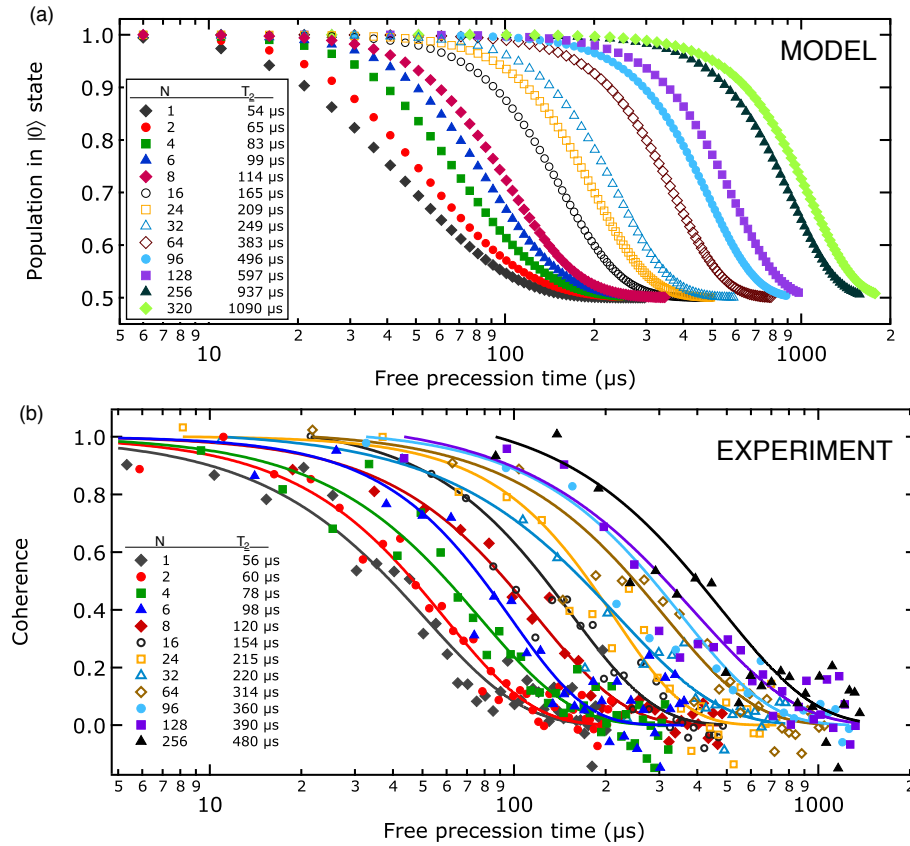 (a)
MODEL
Population in |0⟩ state
1.0
0.9
0.8
0.7
0.6
0.5
N T₂
1 54 µs
2 65 µs
4 83 µs
6 99 µs
8 114 µs
16 165 µs
24 209 µs
32 249 µs
64 383 µs
96 496 µs
128 597 µs
256 937 µs
320 1090 µs
5 6 7 8 9 2 3 4 5 6 7 8 9 2 3 4 5 6 7 8 9 2
10 100 1000
Free precession time (µs)
(b)
EXPERIMENT
Coherence
1.0
0.8
0.6
0.4
0.2
0.0
N T₂
1 56 µs
2 60 µs
4 78 µs
6 98 µs
8 120 µs
16 154 µs
24 215 µs
32 220 µs
64 314 µs
96 360 µs
128 390 µs
256 480 µs
5 6 7 8 9 2 3 4 5 6 7 8 9 2 3 4 5 6 7 8 9 2
10 100 1000
Free precession time (µs)